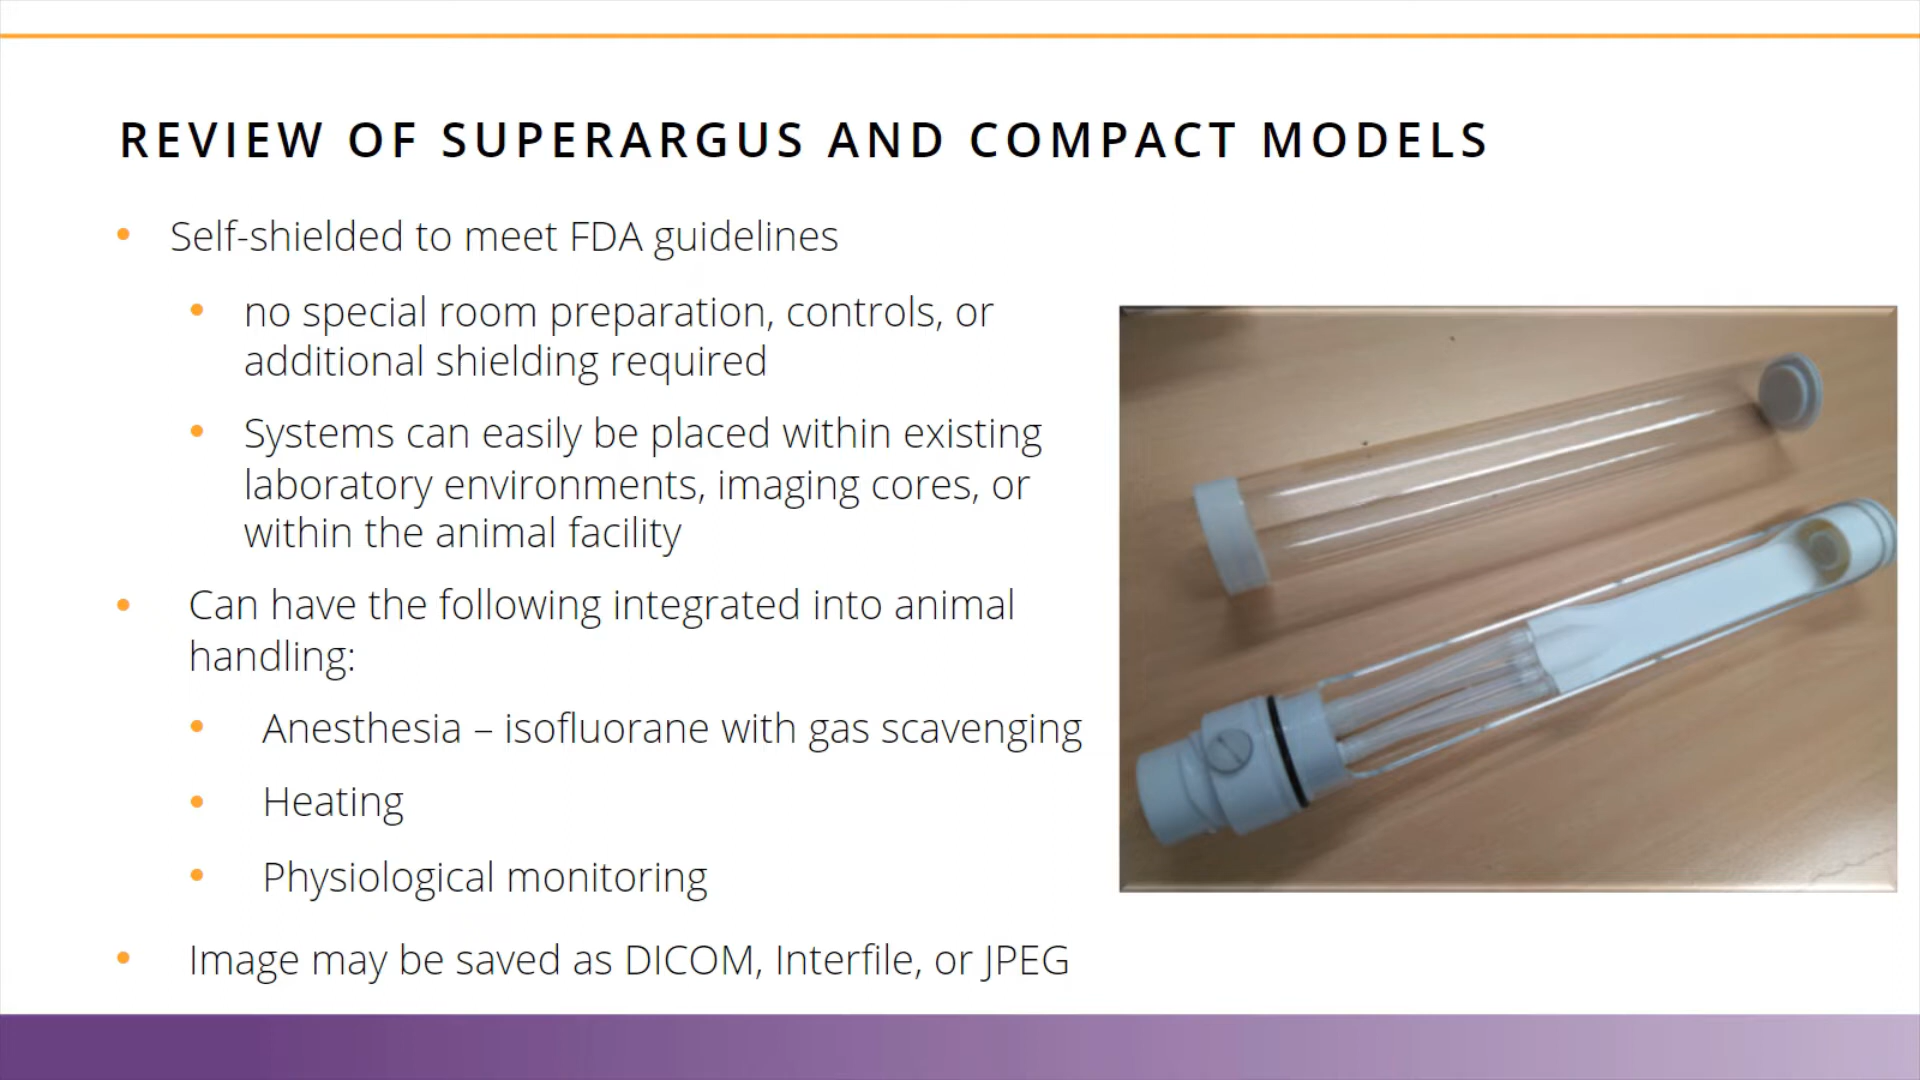 REVIEW OF SUPERARGUS AND COMPACT MODELS
• Self-shielded to meet FDA guidelines
• no special room preparation, controls, or
additional shielding required
• Systems can easily be placed within existing
laboratory environments, imaging cores, or
within the animal facility
• Can have the following integrated into animal
handling:
• Anesthesia – isofluorane with gas scavenging
• Heating
• Physiological monitoring
• Image may be saved as DICOM, Interfile, or JPEG